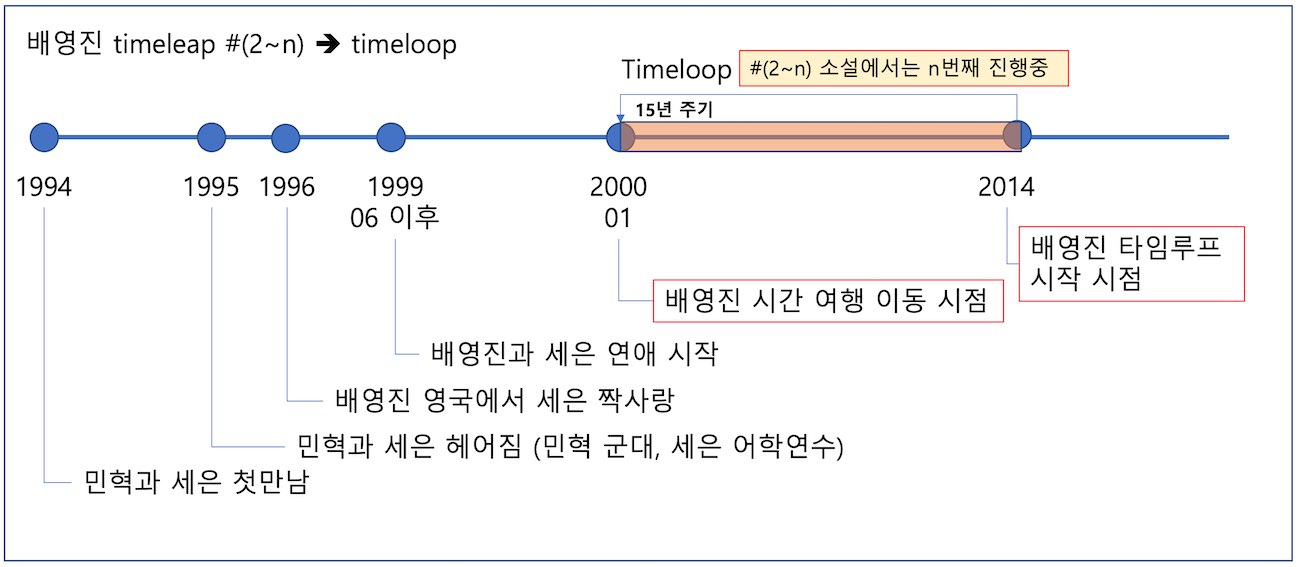 배영진 timeleap #(2~n) ➔ timeloop
Timeloop #(2~n) 소설에서는 n번째 진행중
15년 주기
1994 1995 1996 1999 2000 2014
06 이후 01
배영진 타임루프
시작 시점
배영진 시간 여행 이동 시점
배영진과 세은 연애 시작
배영진 영국에서 세은 짝사랑
민혁과 세은 헤어짐 (민혁 군대, 세은 어학연수)
민혁과 세은 첫만남